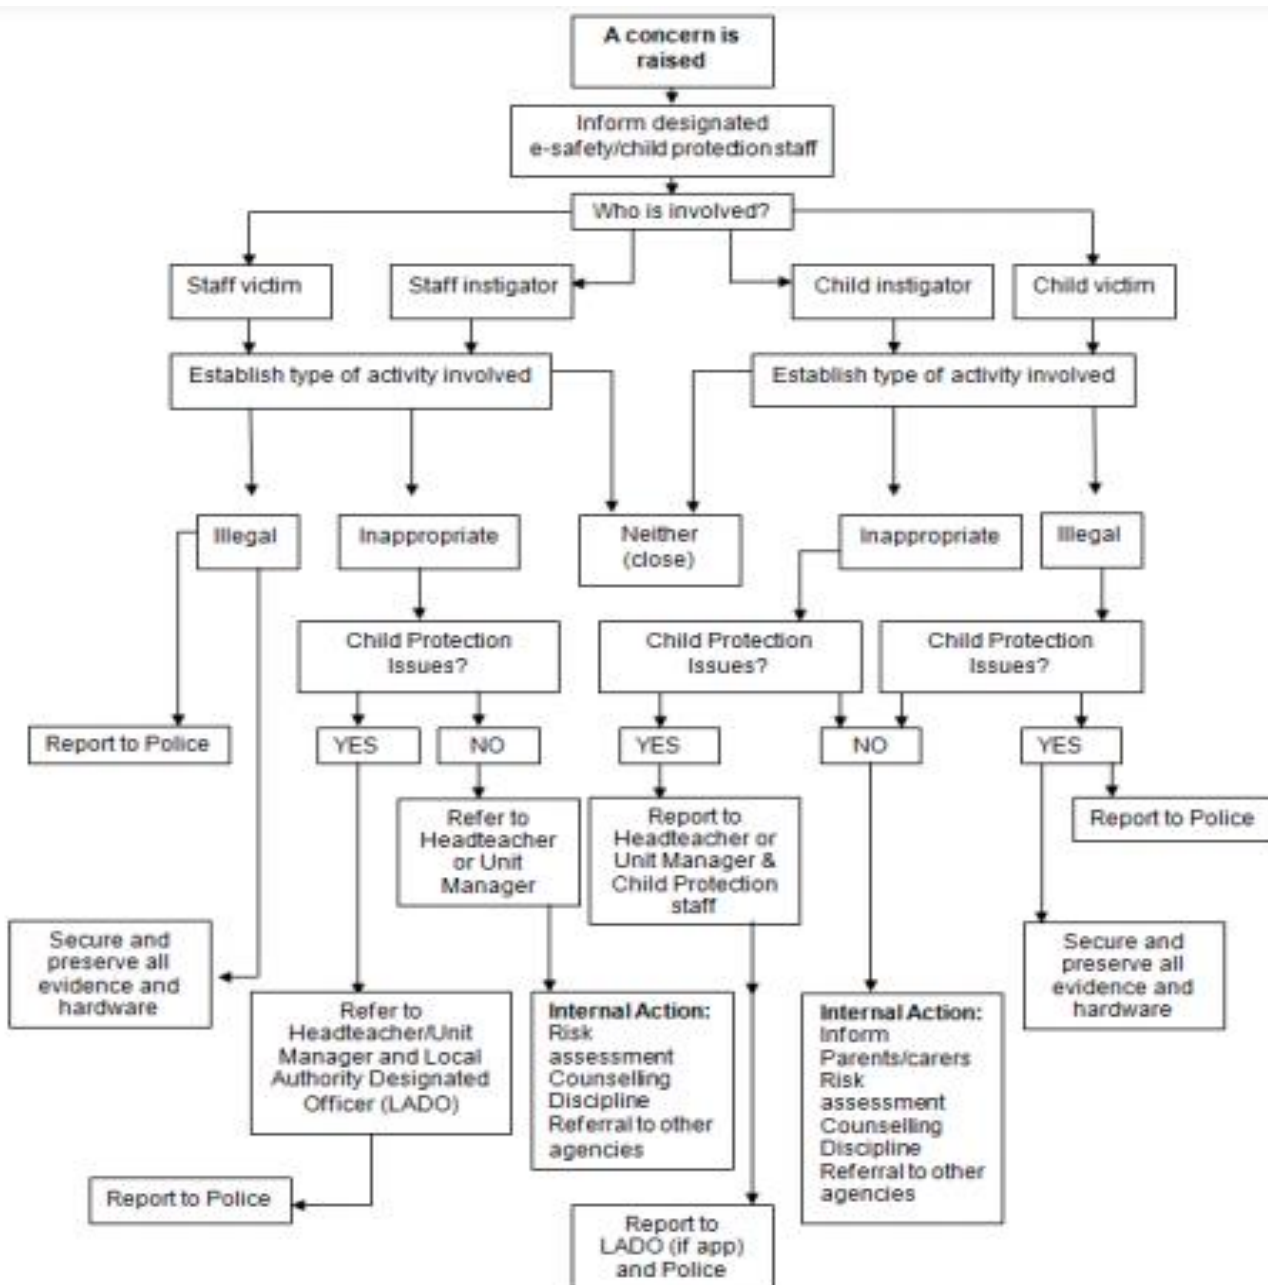 A concern is
raised
Inform designated
e-safety/child protection staff
Who is involved?
Staff victim
Staff instigator
Child instigator
Child victim
Establish type of activity involved
Establish type of activity involved
Illegal
Inappropriate
Neither
(close)
Inappropriate
Illegal
Child Protection
Issues?
Child Protection
Issues?
Child Protection
Issues?
Report to Police
YES
NO
YES
NO
YES
Refer to
Headteacher
or Unit
Manager
Report to
Headteacher or
Unit Manager &
Child Protection
staff
Report to Police
Secure and
preserve all
evidence and
hardware
Secure and
preserve all
evidence and
hardware
Refer to
Headteacher/Unit
Manager and Local
Authority Designated
Officer (LADO)
Internal Action:
Risk
assessment
Counselling
Discipline
Referral to other
agencies
Internal Action:
Inform
Parents/carers
Risk
assessment
Counselling
Discipline
Referral to other
agencies
Report to Police
Report to
LADO (if app)
and Police